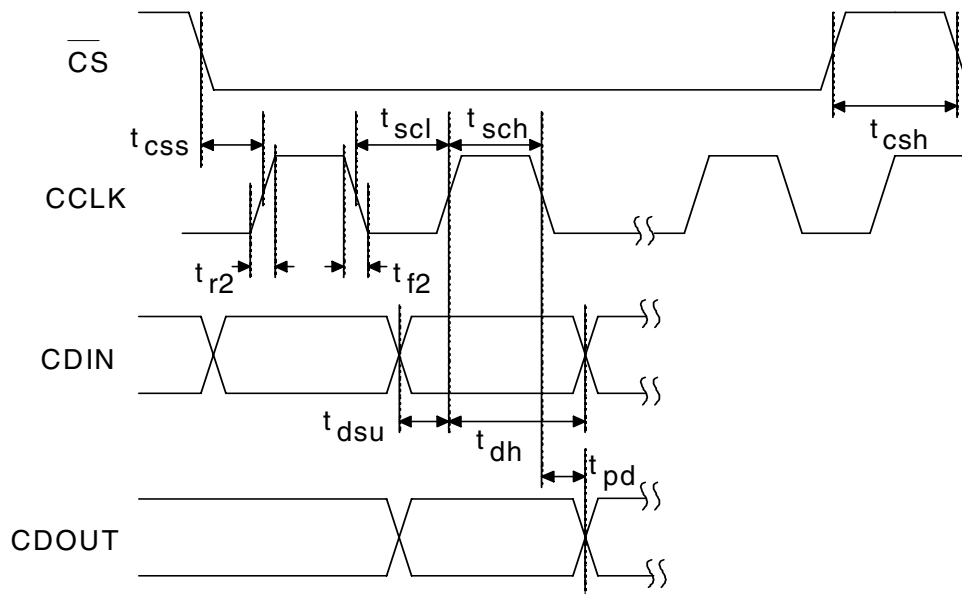 CS
t css
t scl
t sch
t csh
CCLK
t r2
t f2
CDIN
t dsu
t dh
t pd
CDOUT